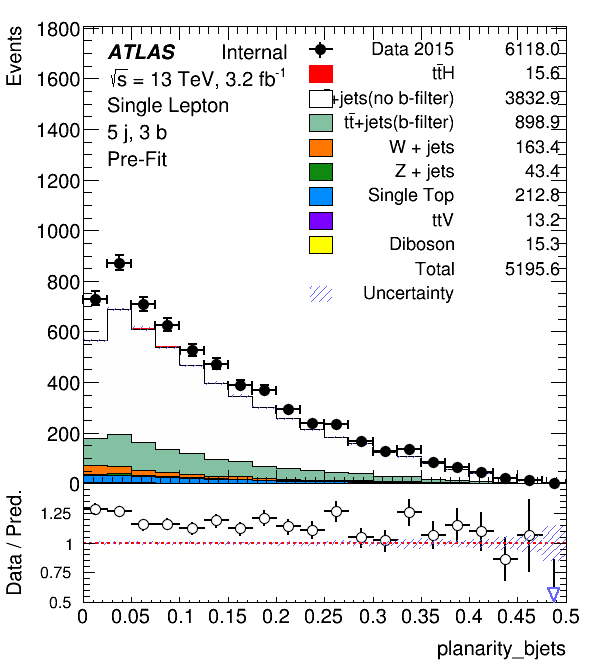 Events
1800
1600
1400
1200
1000
800
600
400
200
0
ATLAS Internal
√s = 13 TeV, 3.2 fb⁻¹
Single Lepton
5 j, 3 b
Pre-Fit
Data 2015 6118.0
tt̄H 15.6
+jets(no b-filter) 3832.9
tt̄+jets(b-filter) 898.9
W + jets 163.4
Z + jets 43.4
Single Top 212.8
ttV 13.2
Diboson 15.3
Total 5195.6
Uncertainty
Data / Pred.
1.25
1
0.75
0.5
0 0.05 0.1 0.15 0.2 0.25 0.3 0.35 0.4 0.45 0.5
planarity_bjets